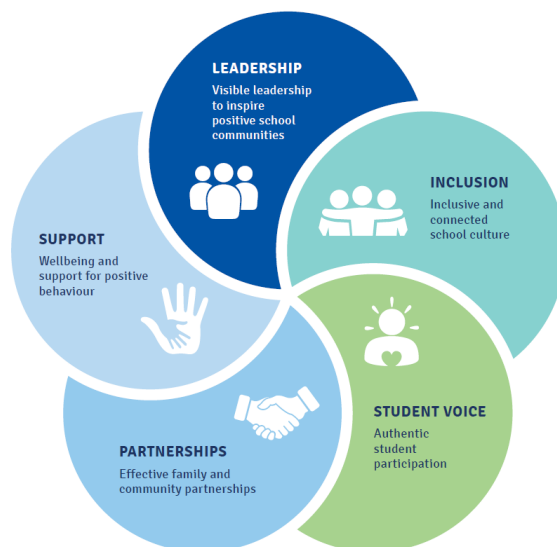 LEADERSHIP
Visible leadership
to inspire
positive school
communities
INCLUSION
Inclusive and
connected
school culture
STUDENT VOICE
Authentic
student
participation
PARTNERSHIPS
Effective family and
community partnerships
SUPPORT
Wellbeing and
support for positive
behaviour